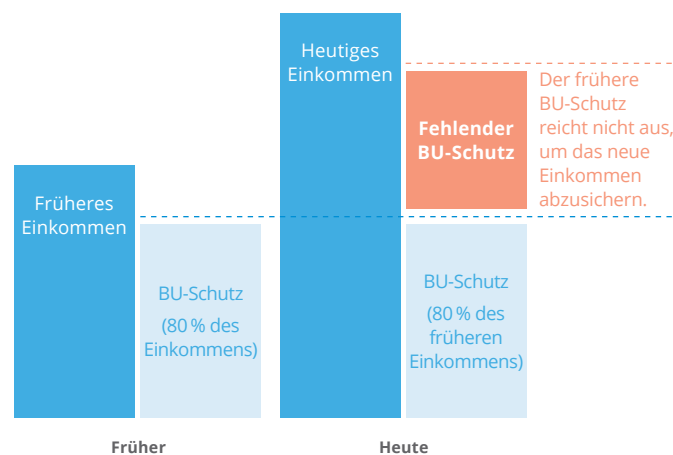 Früheres
Einkommen
BU-Schutz
(80 % des
Einkommens)
Früher
Heutiges
Einkommen
Fehlender
BU-Schutz
BU-Schutz
(80 % des
früheren
Einkommens)
Heute
Der frühere
BU-Schutz
reicht nicht aus,
um das neue
Einkommen
abzusichern.